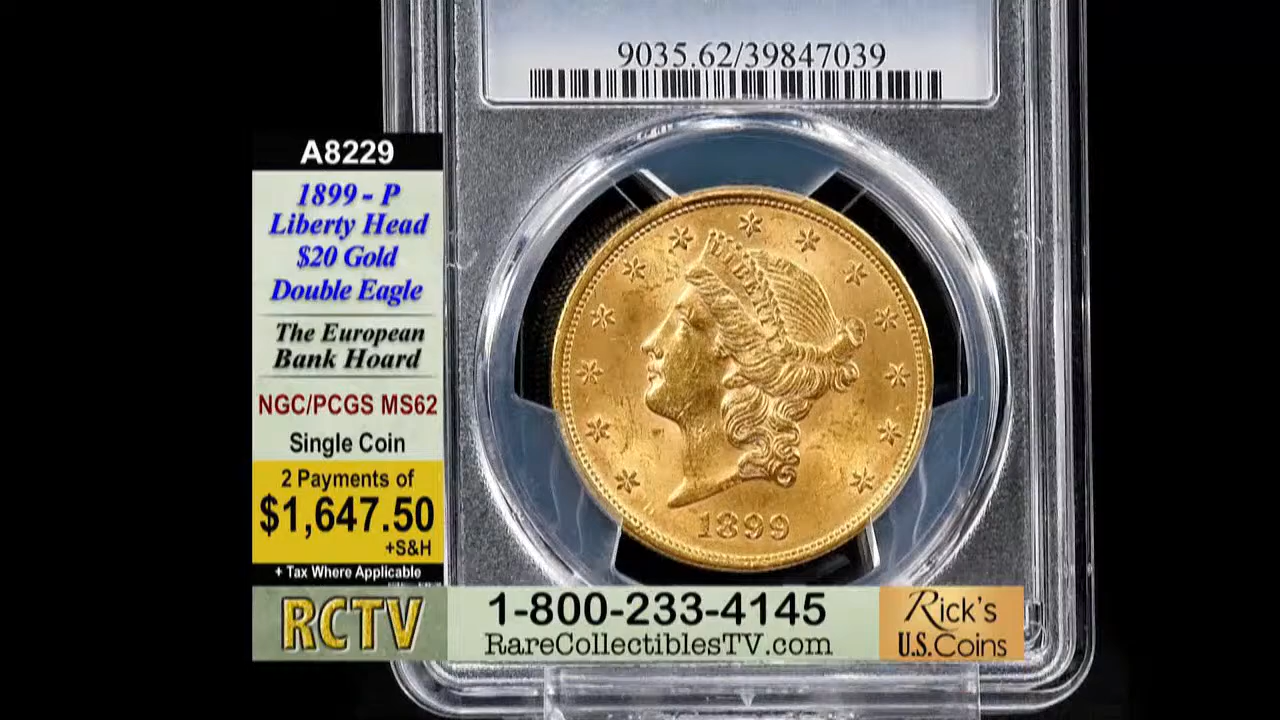 9035.62/39847039
A8229
1899 - P
Liberty Head
$20 Gold
Double Eagle
The European
Bank Hoard
NGC/PCGS MS62
Single Coin
2 Payments of
$1,647.50
+S&H
+ Tax Where Applicable
LIBERTY
1899
RCTV
1-800-233-4145
RareCollectiblesTV.com
Rick's
U.S. Coins